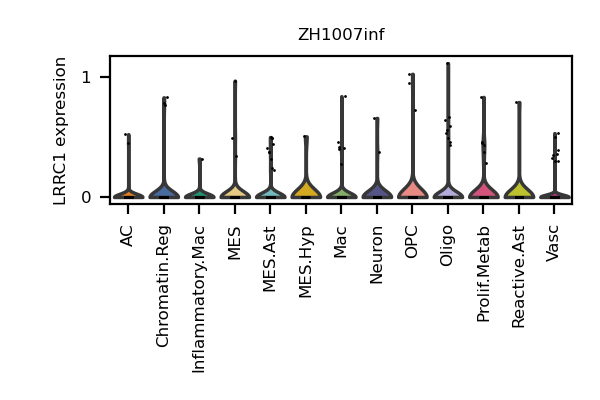 ZH1007inf
LRRC1 expression
1
0
AC
Chromatin.Reg
Inflammatory.Mac
MES
MES.Ast
MES.Hyp
Mac
Neuron
OPC
Oligo
Prolif.Metab
Reactive.Ast
Vasc